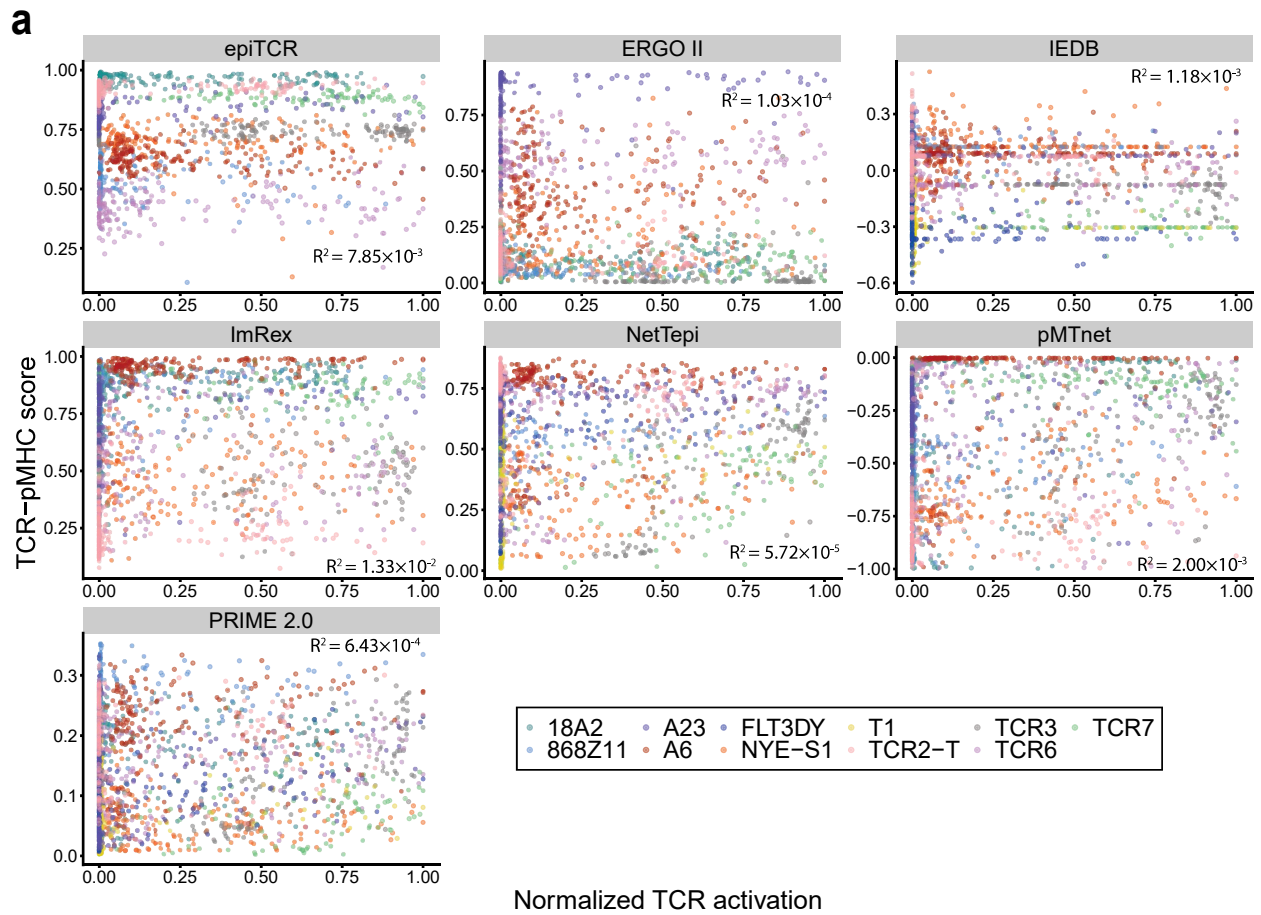 a
epiTCR
ERGO II
IEDB
1.00
0.75
0.50
0.25
R² = 7.85×10⁻³
0.00 0.25 0.50 0.75 1.00
0.75
0.50
0.25
0.00
R² = 1.03×10⁻⁴
0.00 0.25 0.50 0.75 1.00
0.3
0.0
−0.3
−0.6
R² = 1.18×10⁻³
0.00 0.25 0.50 0.75 1.00
TCR−pMHC score
ImRex
NetTepi
pMTnet
1.00
0.75
0.50
0.25
R² = 1.33×10⁻²
0.00 0.25 0.50 0.75 1.00
0.75
0.50
0.25
0.00
R² = 5.72×10⁻⁵
0.00 0.25 0.50 0.75 1.00
0.00
−0.25
−0.50
−0.75
−1.00
R² = 2.00×10⁻³
0.00 0.25 0.50 0.75 1.00
PRIME 2.0
R² = 6.43×10⁻⁴
0.3
0.2
0.1
0.0
0.00 0.25 0.50 0.75 1.00
18A2 A23 FLT3DY T1 TCR3 TCR7
868Z11 A6 NYE−S1 TCR2−T TCR6
Normalized TCR activation